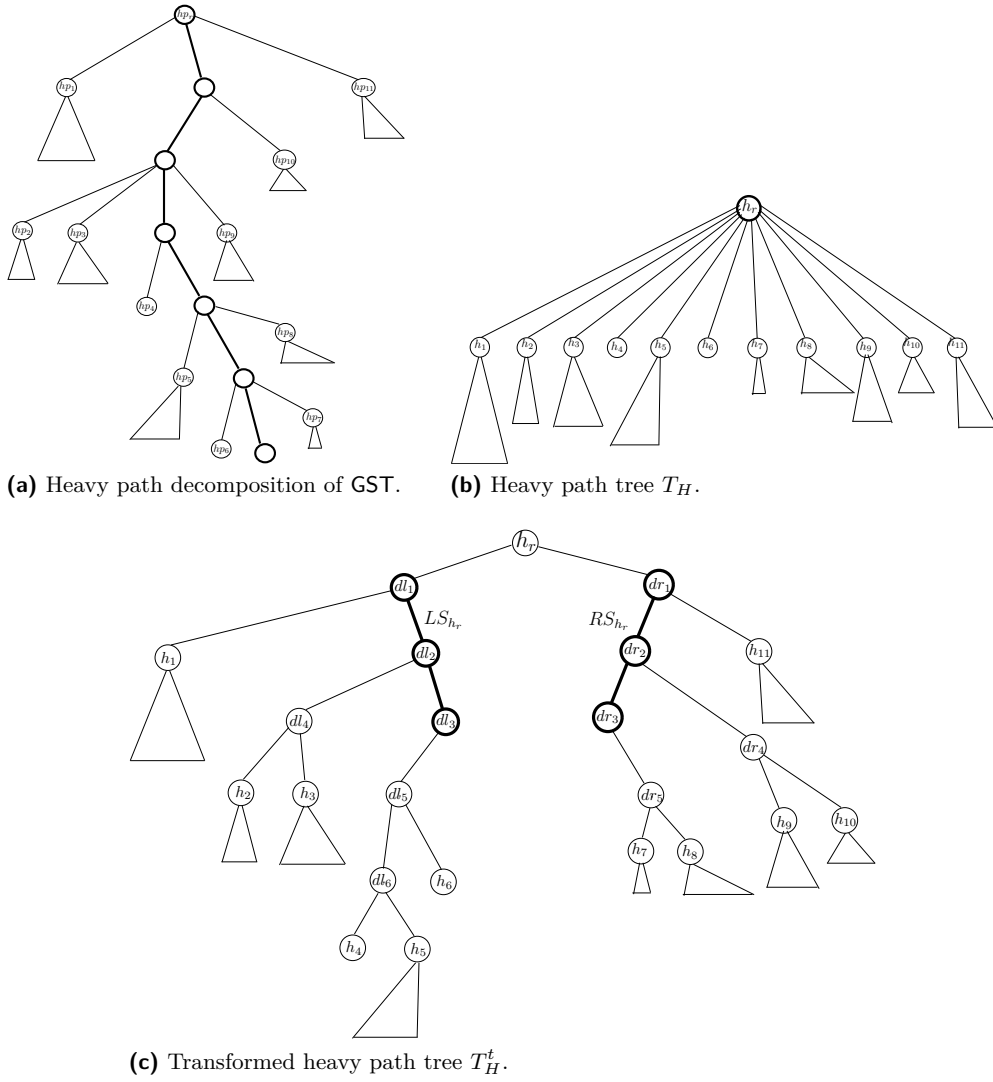 hp_r
hp_1
hp_11
hp_10
hp_2
hp_3
hp_9
hp_4
hp_8
hp_5
hp_7
hp_6
(a) Heavy path decomposition of GST.
h_r
h_1 h_2 h_3 h_4 h_5 h_6 h_7 h_8 h_9 h_10 h_11
(b) Heavy path tree T_H.
h_r
dl_1 dr_1
LS_{h_r} RS_{h_r}
h_1 dl_2 dr_2 h_11
dl_4 dl_3 dr_3 dr_4
h_2 h_3 dl_5 dr_5 h_9 h_10
dl_6 h_6 h_7 h_8
h_4 h_5
(c) Transformed heavy path tree T_H^t.